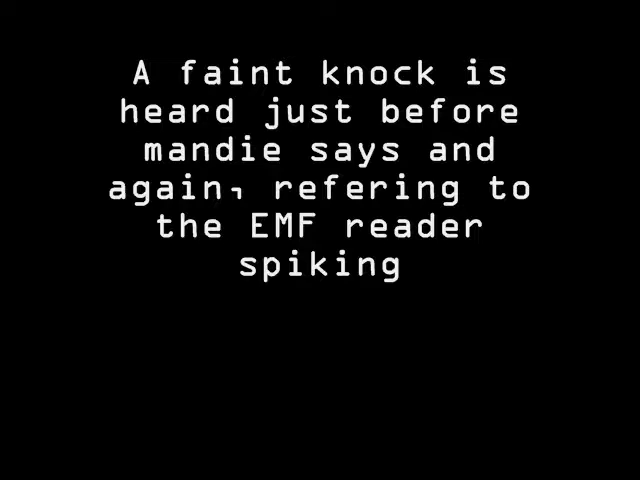 A faint knock is
heard just before
mandie says and
again, refering to
the EMF reader
spiking